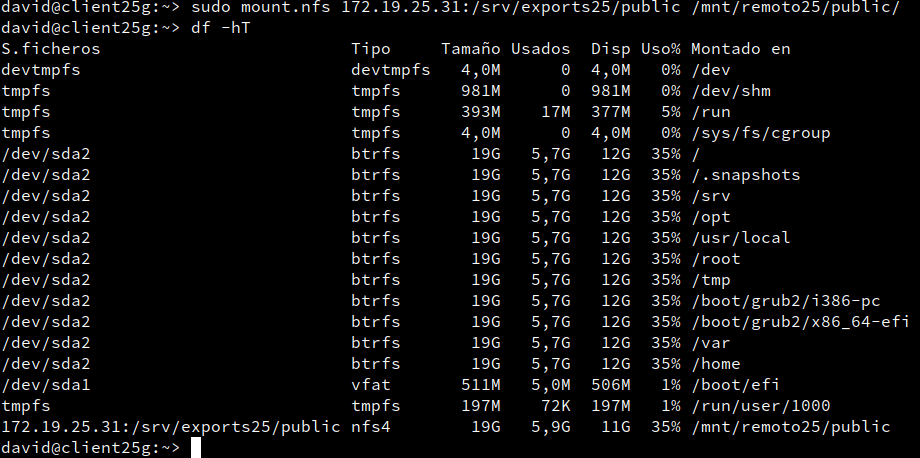 david@client25g:~> sudo mount.nfs 172.19.25.31:/srv/exports25/public /mnt/remoto25/public/
david@client25g:~> df -hT
S.ficheros Tipo Tamaño Usados Disp Uso% Montado en
devtmpfs devtmpfs 4,0M 0 4,0M 0% /dev
tmpfs tmpfs 981M 0 981M 0% /dev/shm
tmpfs tmpfs 393M 17M 377M 5% /run
tmpfs tmpfs 4,0M 0 4,0M 0% /sys/fs/cgroup
/dev/sda2 btrfs 19G 5,7G 12G 35% /
/dev/sda2 btrfs 19G 5,7G 12G 35% /.snapshots
/dev/sda2 btrfs 19G 5,7G 12G 35% /srv
/dev/sda2 btrfs 19G 5,7G 12G 35% /opt
/dev/sda2 btrfs 19G 5,7G 12G 35% /usr/local
/dev/sda2 btrfs 19G 5,7G 12G 35% /root
/dev/sda2 btrfs 19G 5,7G 12G 35% /tmp
/dev/sda2 btrfs 19G 5,7G 12G 35% /boot/grub2/i386-pc
/dev/sda2 btrfs 19G 5,7G 12G 35% /boot/grub2/x86_64-efi
/dev/sda2 btrfs 19G 5,7G 12G 35% /var
/dev/sda2 btrfs 19G 5,7G 12G 35% /home
/dev/sda1 vfat 511M 5,0M 506M 1% /boot/efi
tmpfs tmpfs 197M 72K 197M 1% /run/user/1000
172.19.25.31:/srv/exports25/public nfs4 19G 5,9G 11G 35% /mnt/remoto25/public
david@client25g:~>